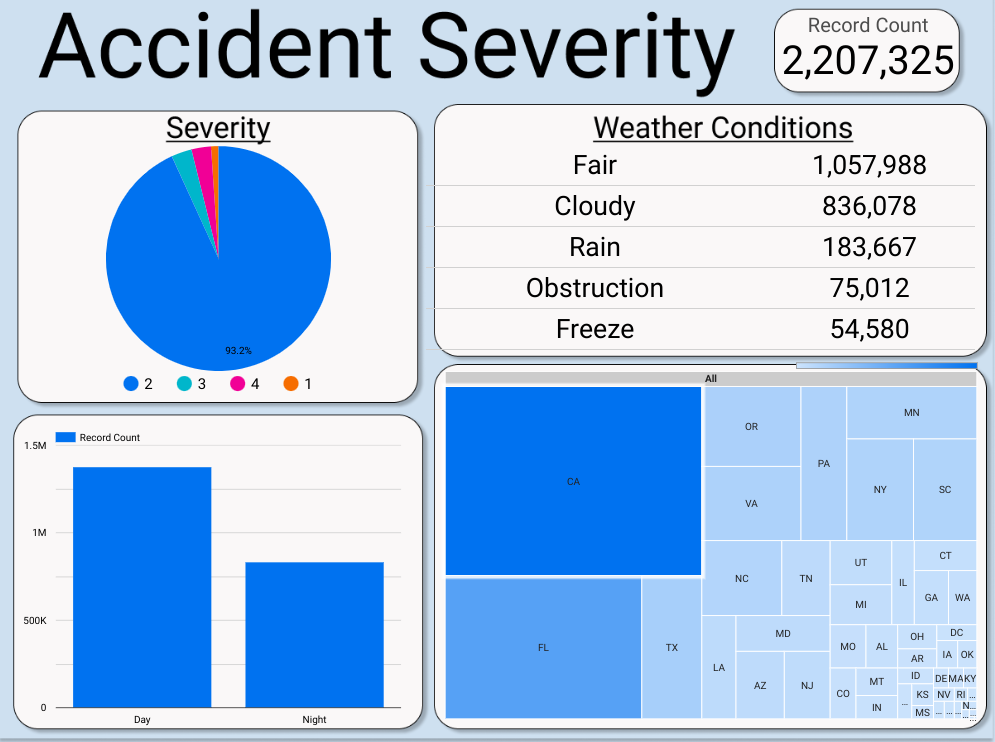 Accident Severity
Record Count
2,207,325
Severity
93.2%
2 3 4 1
Weather Conditions
Fair 1,057,988
Cloudy 836,078
Rain 183,667
Obstruction 75,012
Freeze 54,580
Record Count
1.5M
1M
500K
0
Day Night
All
CA
FL
TX
OR
VA
PA
MN
NY
SC
NC
TN
UT
MI
IL
CT
GA
WA
LA
MD
AZ
NJ
MO
AL
OH
AR
DC
IA
OK
CO
MT
IN
ID
DE
MA
KY
...
KS
NV
RI
...
MS
...
...
...
N...
...
...